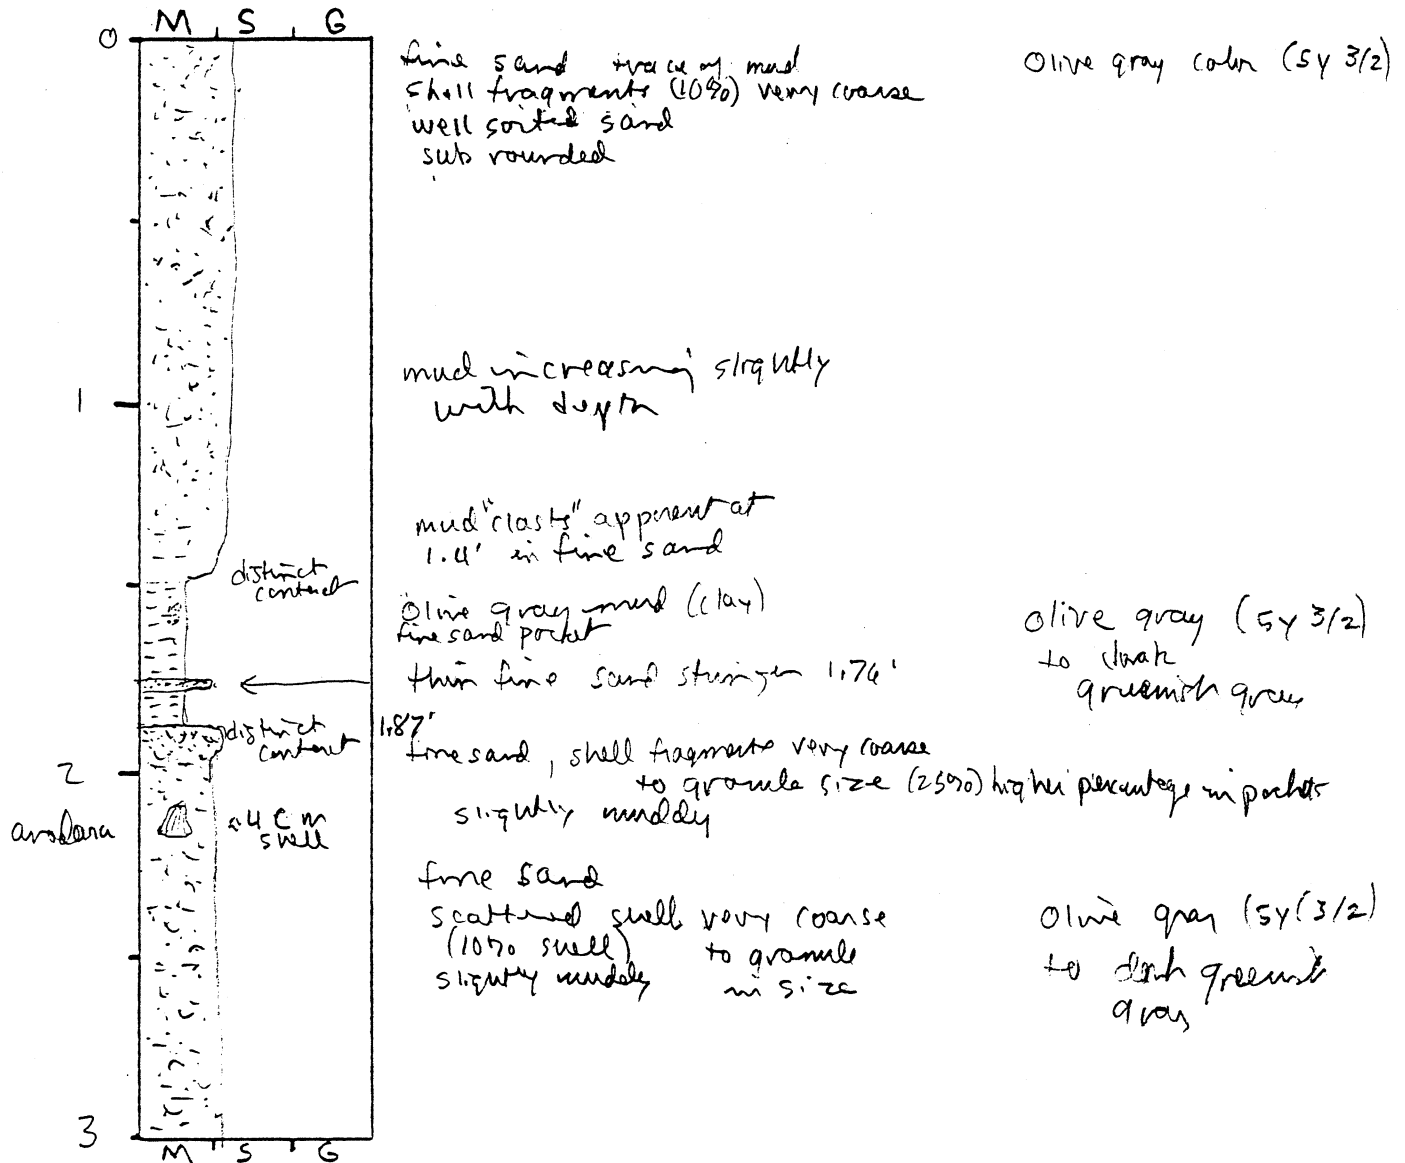 M S G
0
fine sand trace of mud
shell fragments (10%) very coarse
well sorted sand
sub rounded
Olive gray color (5Y 3/2)
mud increasing slightly
with depth
1
mud "clasts" apparent at
1.4' in fine sand
distinct
contact
Olive gray mud (clay)
fine sand pocket
Olive gray (5Y 3/2)
to dark
greenish gray
thin fine sand stringer 1.76'
distinct
contact
1.87'
fine sand, shell fragments very coarse
to granule size (25%) higher percentage in pockets
slightly muddy
2
4 cm
shell
fine sand
scattered shell very coarse
(10% shell) to granule
slightly muddy in size
Olive gray (5Y (3/2)
to dark greenish
gray
3
M S G